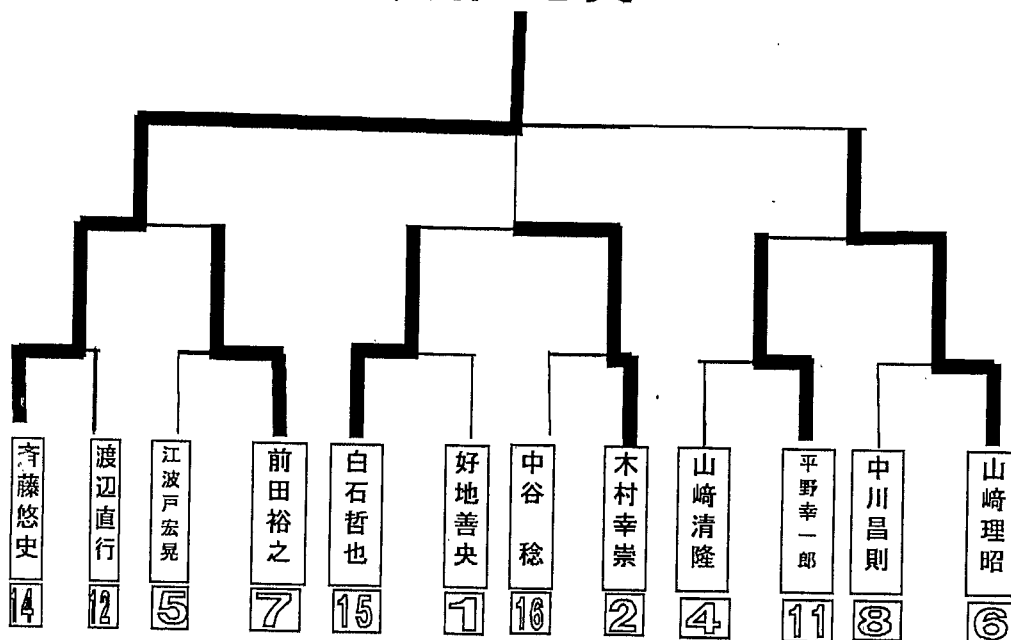 斉藤悠史
渡辺直行
江波戸宏晃
前田裕之
白石哲也
好地善央
中谷 稔
木村幸崇
山﨑清隆
平野幸一郎
中川昌則
山﨑理昭
14
12
5
7
15
1
16
2
4
11
8
6